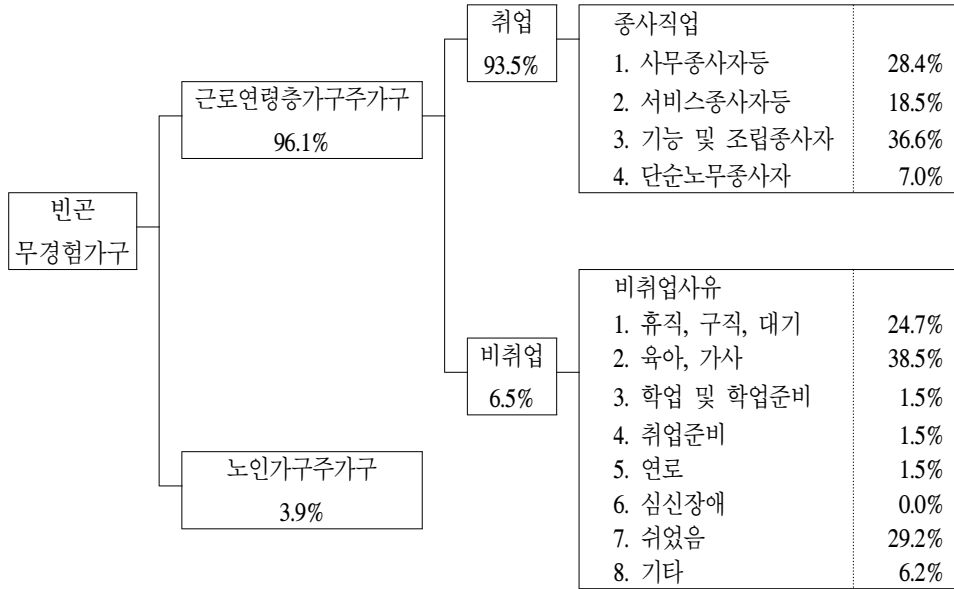 빈곤
무경험가구
근로연령층가구주가구
96.1%
노인가구주가구
3.9%
취업
93.5%
종사직업
1. 사무종사자등 28.4%
2. 서비스종사자등 18.5%
3. 기능 및 조립종사자 36.6%
4. 단순노무종사자 7.0%
비취업
6.5%
비취업사유
1. 휴직, 구직, 대기 24.7%
2. 육아, 가사 38.5%
3. 학업 및 학업준비 1.5%
4. 취업준비 1.5%
5. 연로 1.5%
6. 심신장애 0.0%
7. 쉬었음 29.2%
8. 기타 6.2%